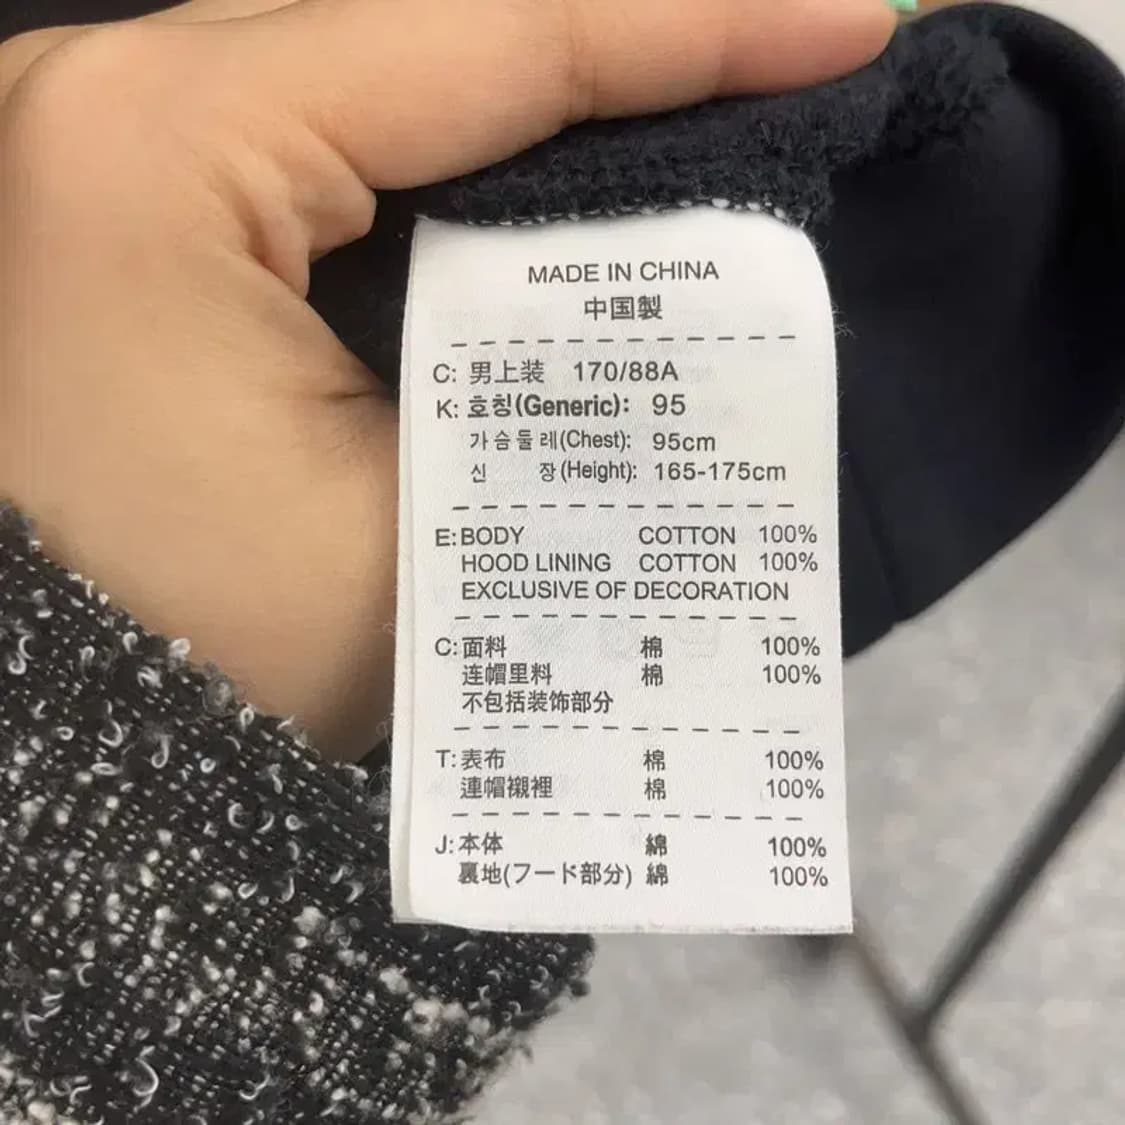 MADE IN CHINA
中国製
C: 男上装 170/88A
K: 호칭(Generic): 95
가슴둘레(Chest): 95cm
신 장(Height): 165-175cm
E: BODY COTTON 100%
HOOD LINING COTTON 100%
EXCLUSIVE OF DECORATION
C: 面料 棉 100%
连帽里料 棉 100%
不包括装饰部分
T: 表布 棉 100%
連帽襯裡 棉 100%
J: 本体 綿 100%
裏地(フード部分) 綿 100%